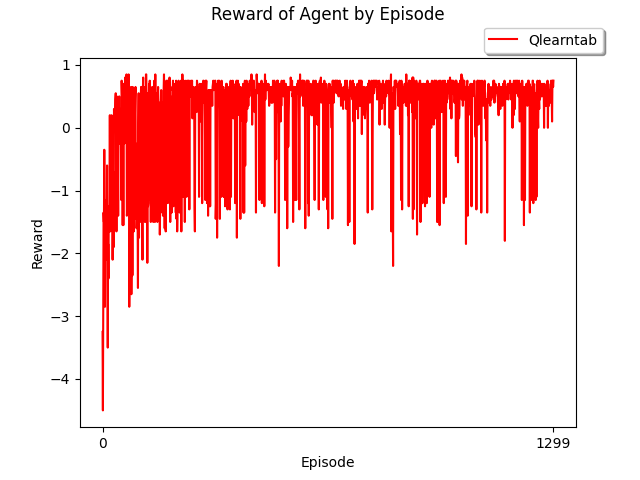 Reward of Agent by Episode
Qlearntab
1
0
−1
−2
−3
−4
Reward
0
1299
Episode